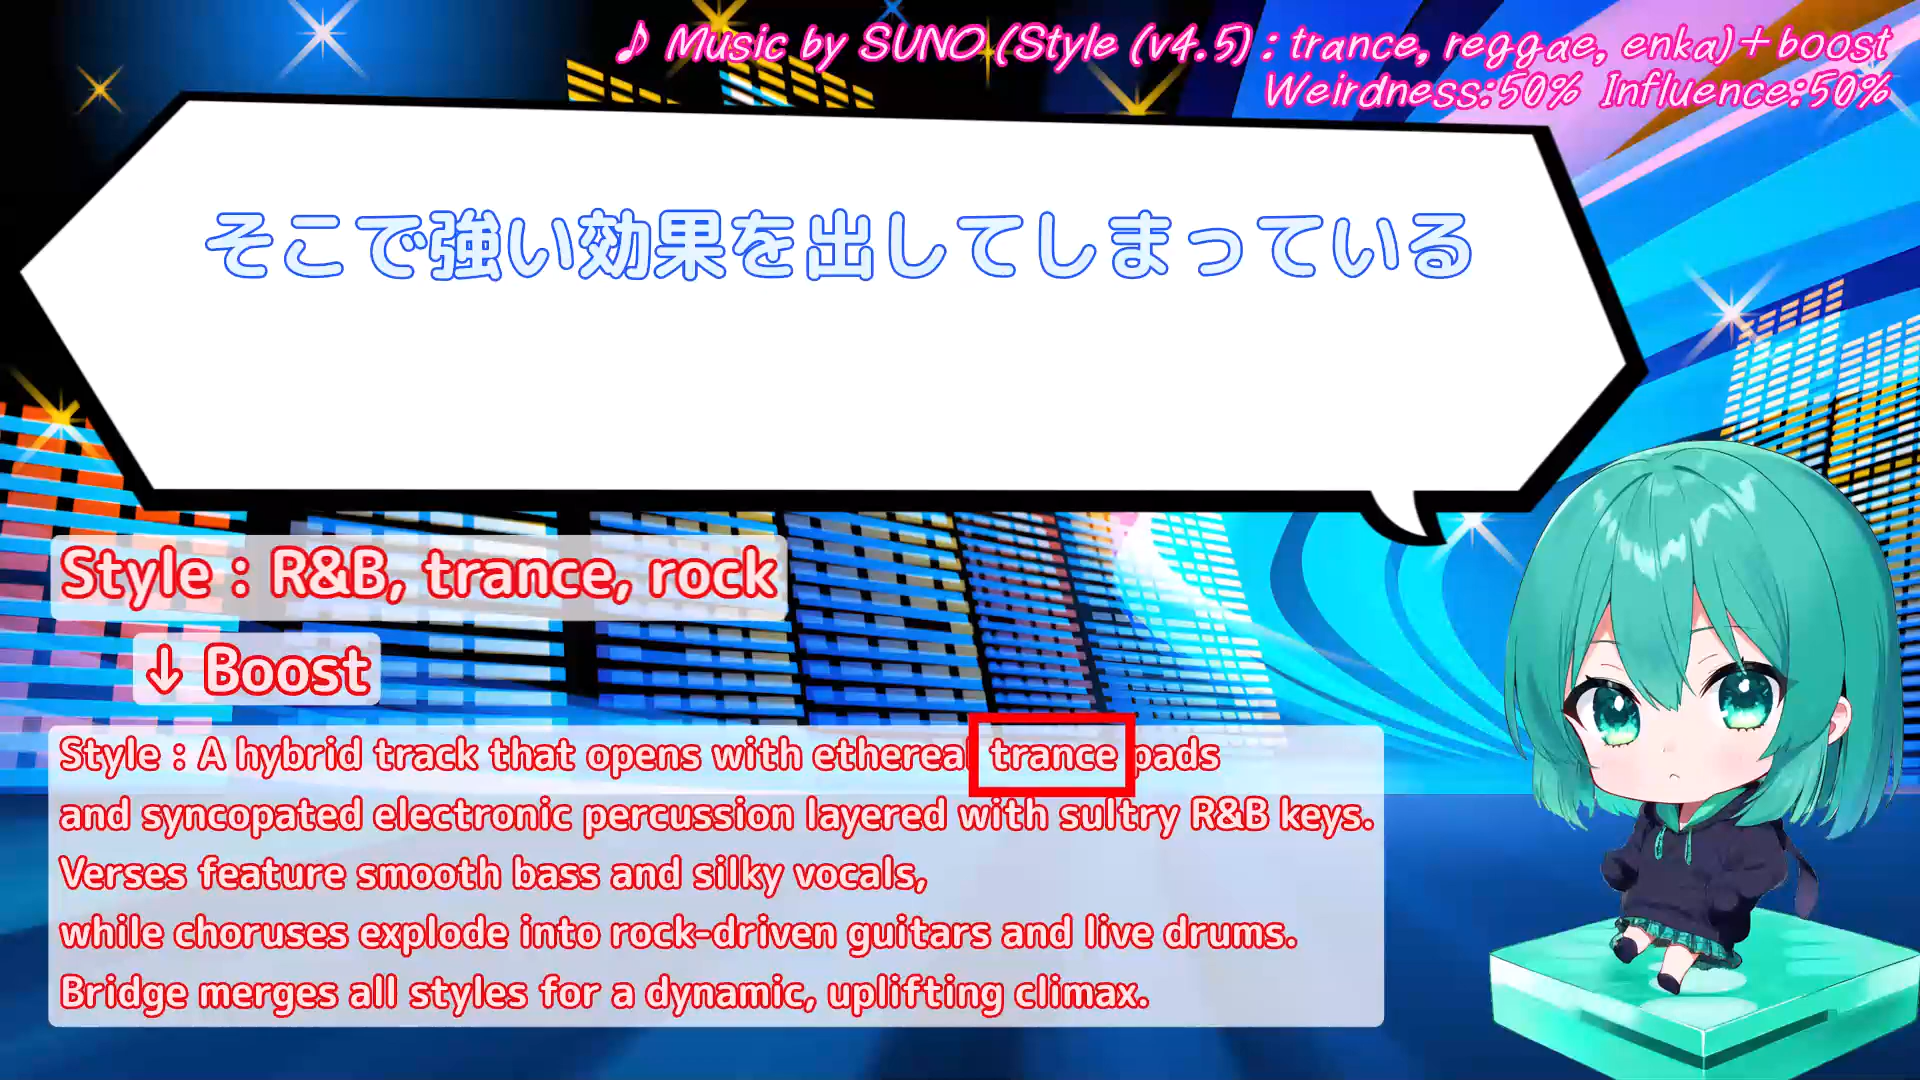 ♪ Music by SUNO (Style (v4.5) : trance, reggae, enka)＋boost
Weirdness:50% Influence:50%
そこで強い効果を出してしまっている
Style : R&B, trance, rock
↓ Boost
Style : A hybrid track that opens with ethereal trance pads
and syncopated electronic percussion layered with sultry R&B keys.
Verses feature smooth bass and silky vocals,
while choruses explode into rock-driven guitars and live drums.
Bridge merges all styles for a dynamic, uplifting climax.